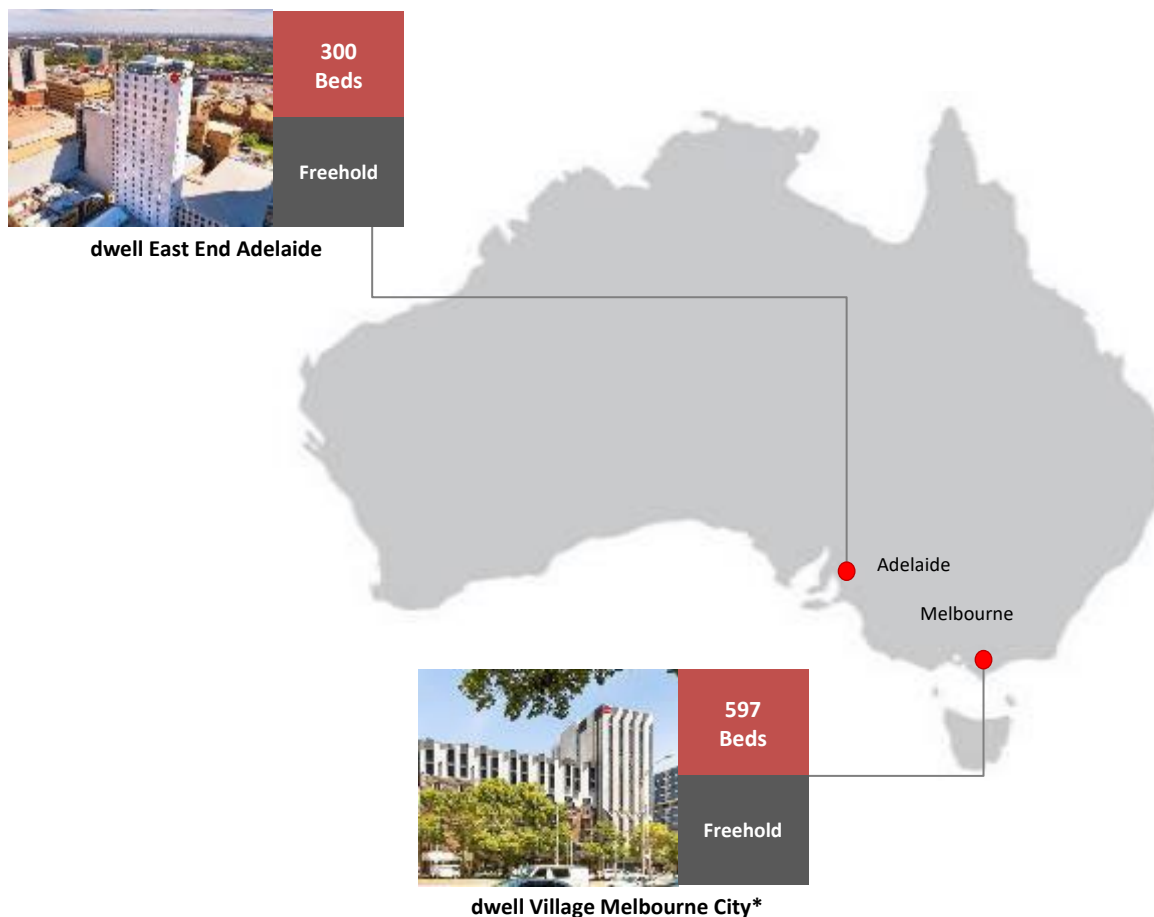 300
Beds
Freehold
dwell East End Adelaide
Adelaide
Melbourne
597
Beds
Freehold
dwell Village Melbourne City*